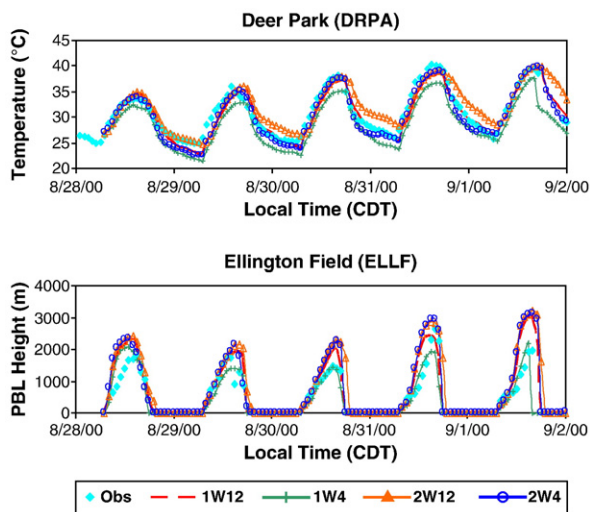 Deer Park (DRPA)
Temperature (°C)
45
40
35
30
25
20
8/28/00 8/29/00 8/30/00 8/31/00 9/1/00 9/2/00
Local Time (CDT)
Ellington Field (ELLF)
PBL Height (m)
4000
3000
2000
1000
0
8/28/00 8/29/00 8/30/00 8/31/00 9/1/00 9/2/00
Local Time (CDT)
Obs 1W12 1W4 2W12 2W4